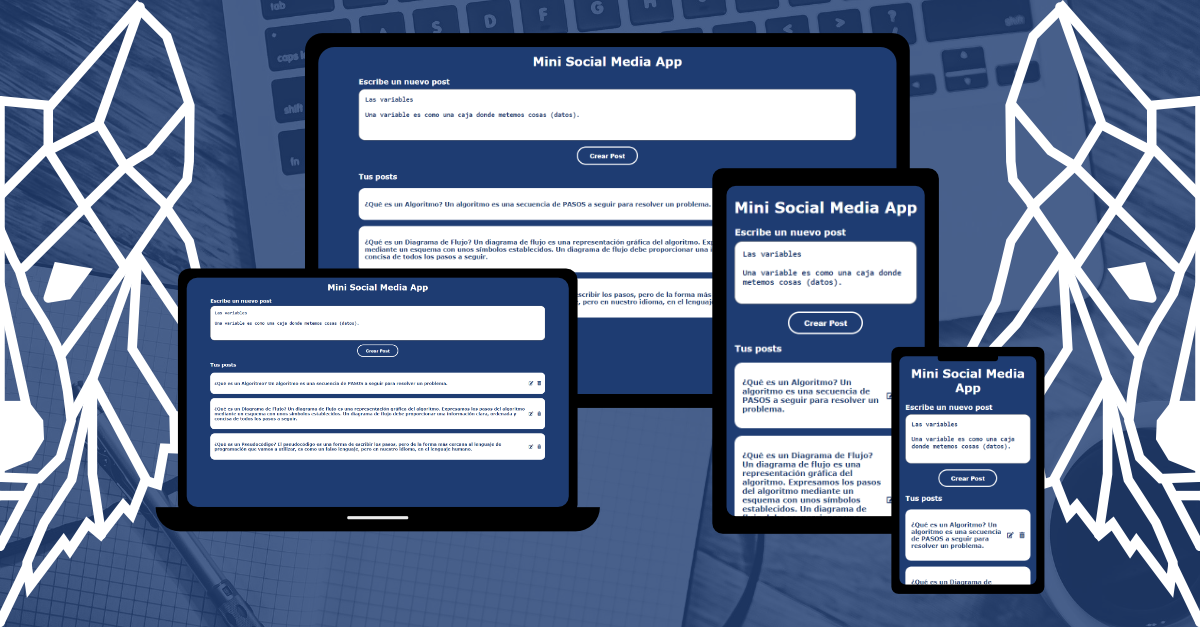 tab
caps l
shift
fn
A
S
D
F
G
H
>
?
shift
Mini Social Media App
Escribe un nuevo post
Las variables
Una variable es como una caja donde metemos cosas (datos).
Crear Post
Tus posts
¿Qué es un Algoritmo? Un algoritmo es una secuencia de PASOS a seguir para resolver un problema.
¿Qué es un Diagrama de Flujo? Un diagrama de flujo es una representación gráfica del algoritmo. Exp
mediante un esquema con unos símbolos establecidos. Un diagrama de flujo debe proporcionar una i
concisa de todos los pasos a seguir.
scribir los pasos, pero de la forma más
, pero en nuestro idioma, en el lenguaj
Mini Social Media App
Escribe un nuevo post
Las variables
Una variable es como una caja donde metemos cosas (datos).
Crear Post
Tus posts
¿Qué es un Algoritmo? Un algoritmo es una secuencia de PASOS a seguir para resolver un problema.
¿Qué es un Diagrama de Flujo? Un diagrama de flujo es una representación gráfica del algoritmo. Expresamos los pasos del algoritmo
mediante un esquema con unos símbolos establecidos. Un diagrama de flujo debe proporcionar una información clara, ordenada y
concisa de todos los pasos a seguir.
¿Qué es un Pseudocódigo? El pseudocódigo es una forma de escribir los pasos, pero de la forma más cercana al lenguaje de
programación que vamos a utilizar, es como un falso lenguaje, pero en nuestro idioma, en el lenguaje humano.
Mini Social Media App
Escribe un nuevo post
Las variables
Una variable es como una caja donde
metemos cosas (datos).
Crear Post
Tus posts
¿Qué es un Algoritmo? Un
algoritmo es una secuencia de
PASOS a seguir para resolver un
problema.
¿Qué es un Diagrama de Flujo?
Un diagrama de flujo es una
representación gráfica del
algoritmo. Expresamos los pasos
del algoritmo mediante un
esquema con unos símbolos
establecidos. Un diagrama de
Mini Social Media
App
Escribe un nuevo post
Las variables
Una variable es como una caja
donde metemos cosas (datos).
Crear Post
Tus posts
¿Qué es un Algoritmo? Un
algoritmo es una secuencia
de PASOS a seguir para
resolver un problema.
¿Qué es un Diagrama de